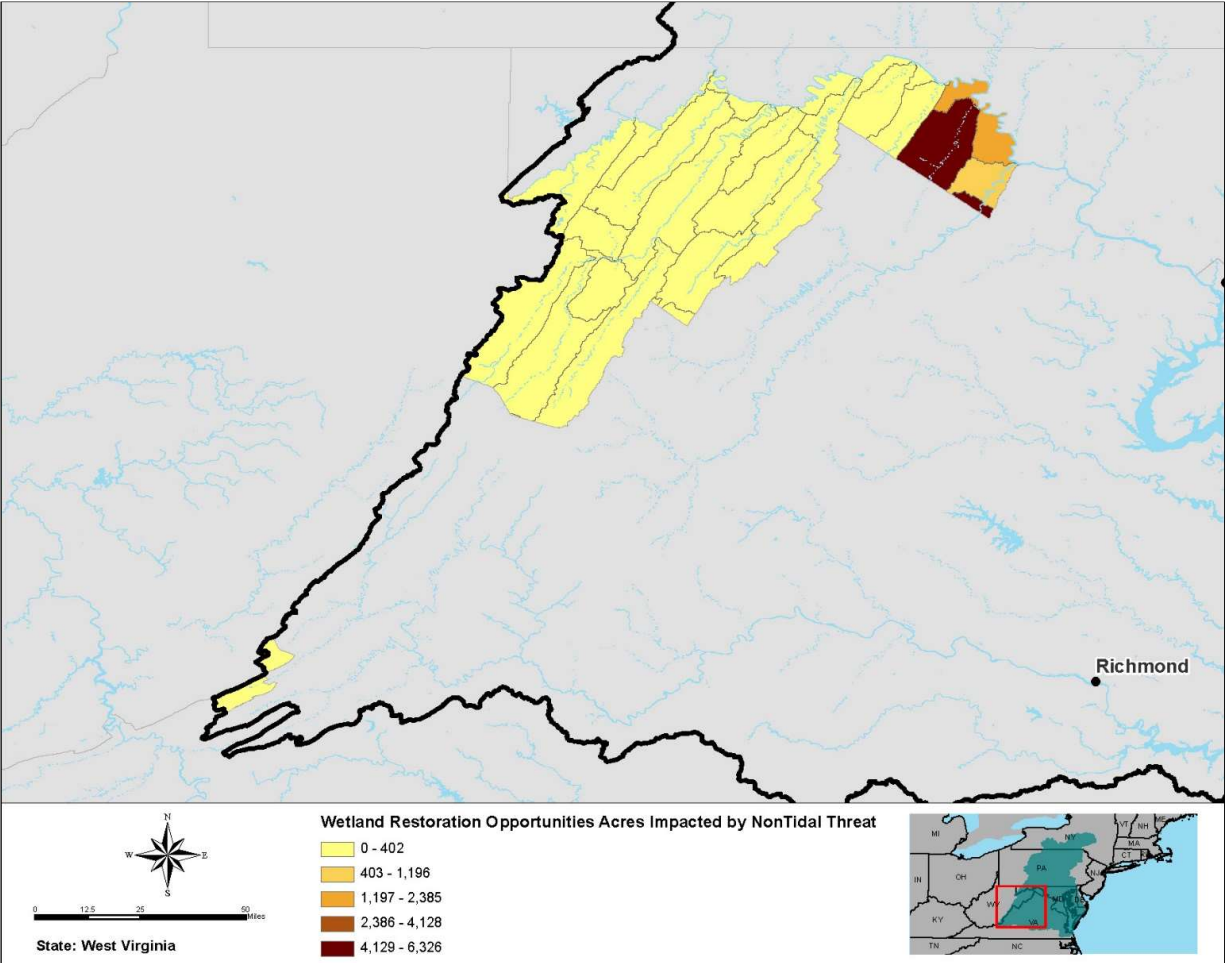 Richmond
N
W
E
S
0
12.5
25
50
Miles
State: West Virginia
Wetland Restoration Opportunities Acres Impacted by NonTidal Threat
0 - 402
403 - 1,196
1,197 - 2,385
2,386 - 4,128
4,129 - 6,326
MI
NY
VT
NH
ME
MA
CT
PA
NJ
OH
IN
WV
MD
DE
KY
VA
TN
NC